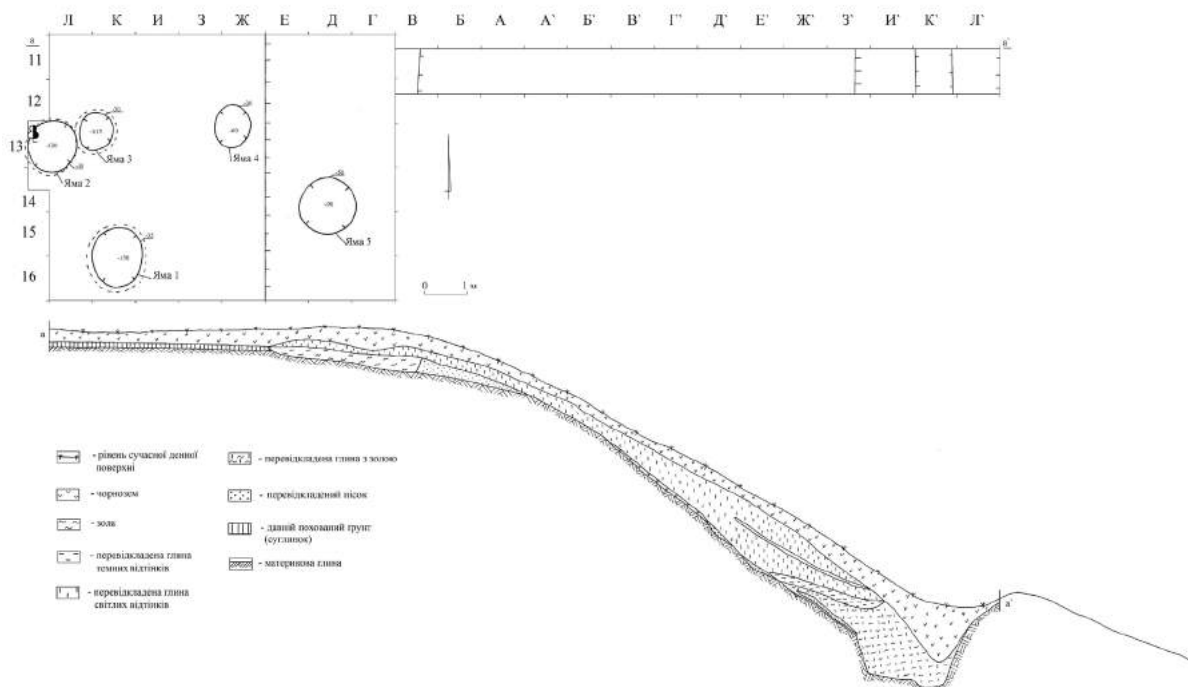 Л К И З Ж Е Д Г В Б А А` Б` В` Г` Д` Е` Ж` З` И` К` Л`
а а`
11
12
13
14
15
16
Яма 3
Яма 4
Яма 2
Яма 5
Яма 1
0 1 м
а
а`
- рівень сучасної денної
поверхні
- чорнозем
- зола
- перевідкладена глина
темних відтінків
- перевідкладена глина
світлих відтінків
- перевідкладена глина з золою
- перевідкладений пісок
- давній похований ґрунт
(суглинок)
- материкова глина